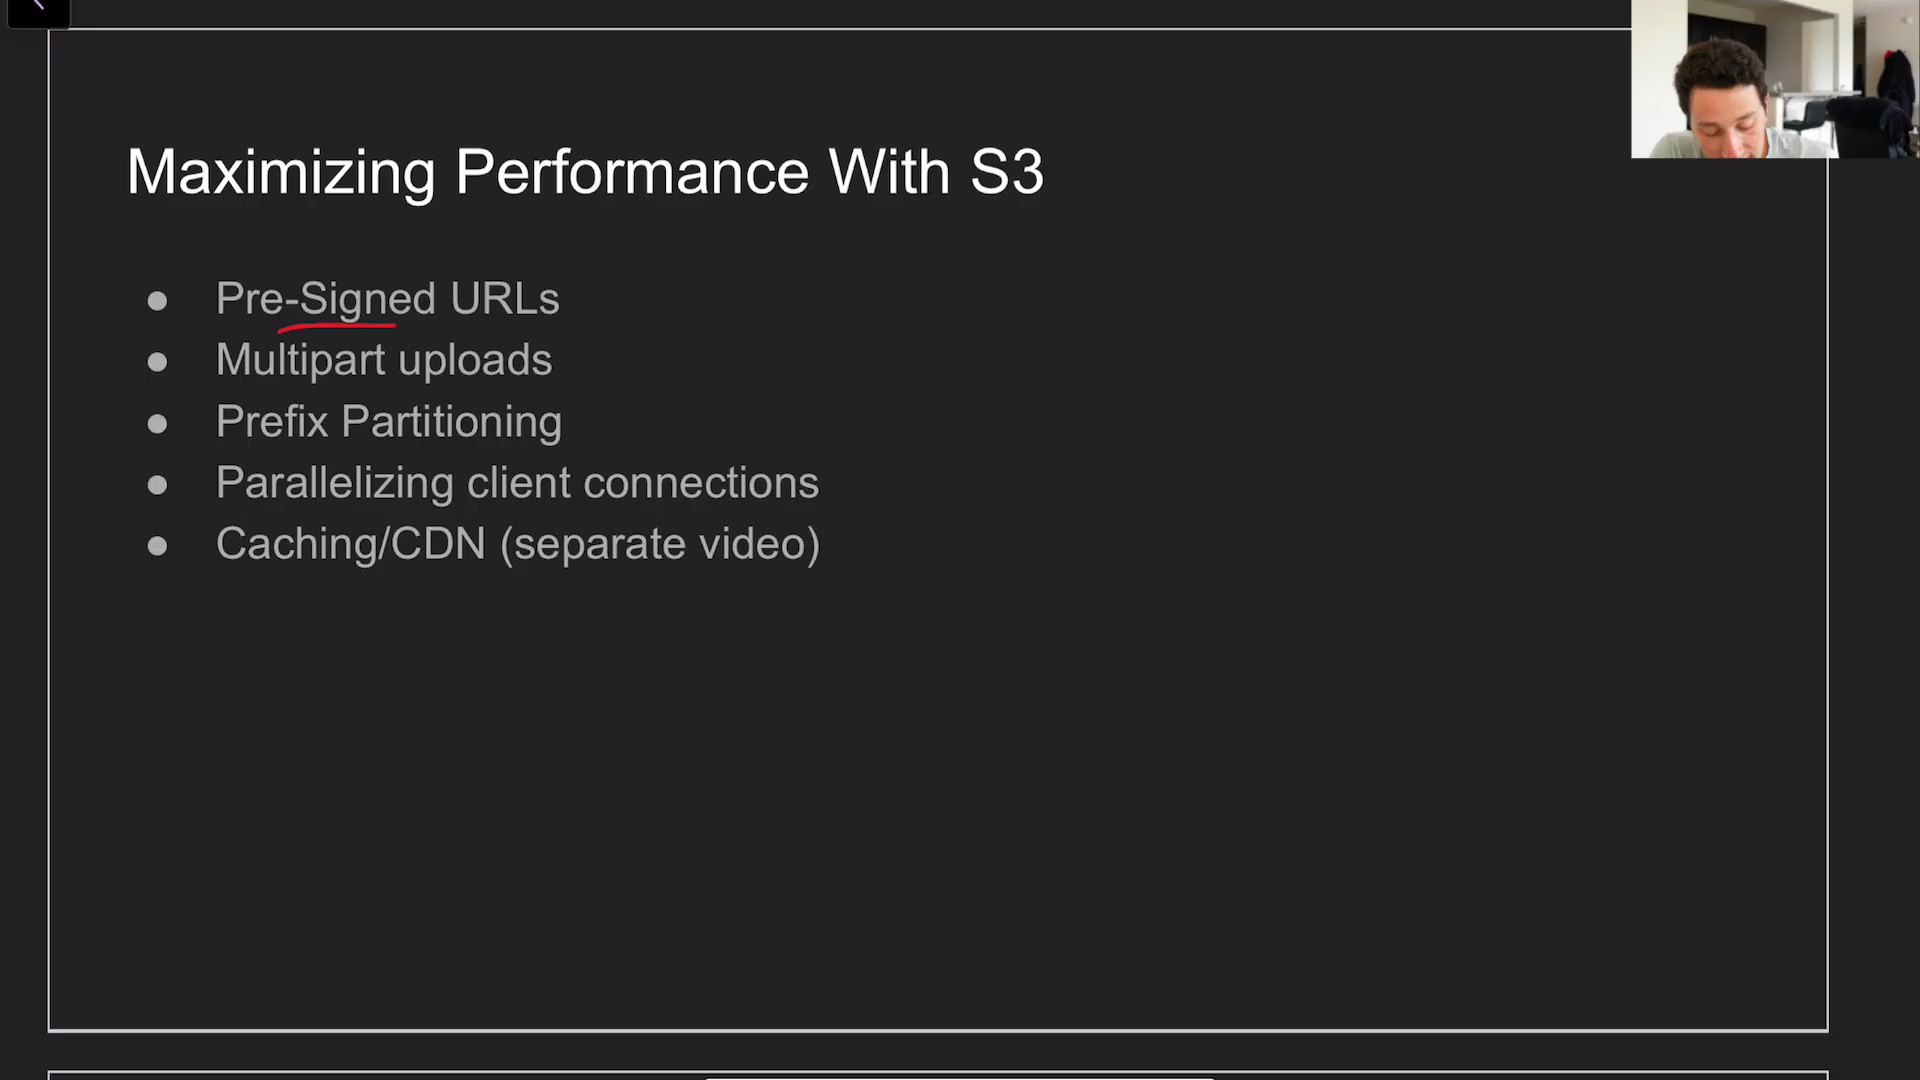 Maximizing Performance With S3
● Pre-Signed URLs
● Multipart uploads
● Prefix Partitioning
● Parallelizing client connections
● Caching/CDN (separate video)